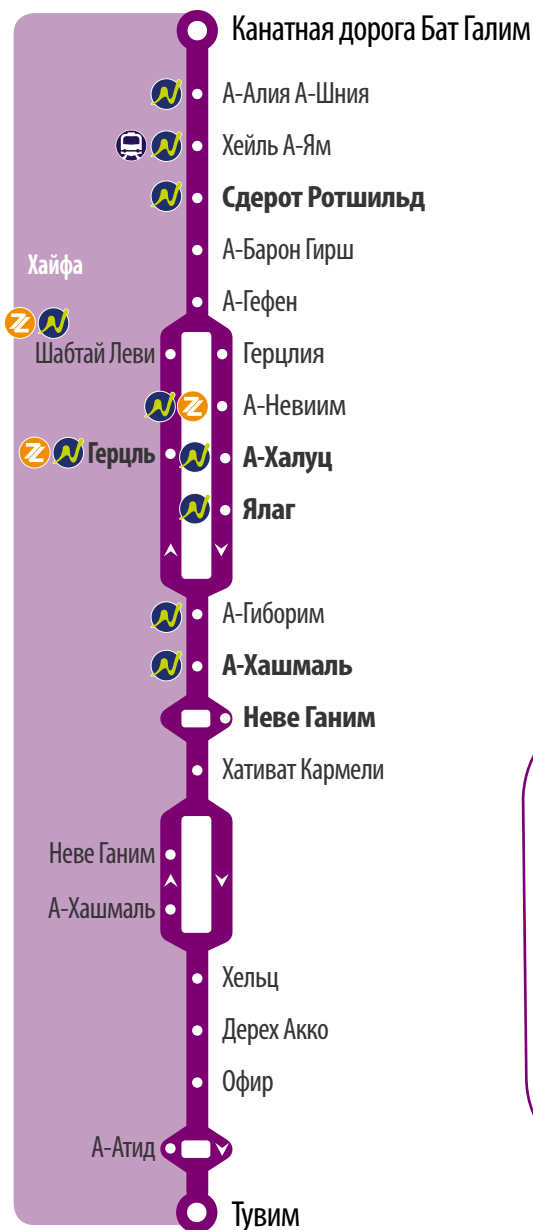 Канатная дорога Бат Галим
А-Алия А-Шния
Хейль А-Ям
Сдерот Ротшильд
А-Барон Гирш
Хайфа
А-Гефен
Шабтай Леви
Герцлия
А-Невиим
Герцль
А-Халуц
Ялаг
А-Гиборим
А-Хашмаль
Неве Ганим
Хативат Кармели
Неве Ганим
А-Хашмаль
Хельц
Дерех Акко
Офир
А-Атид
Тувим